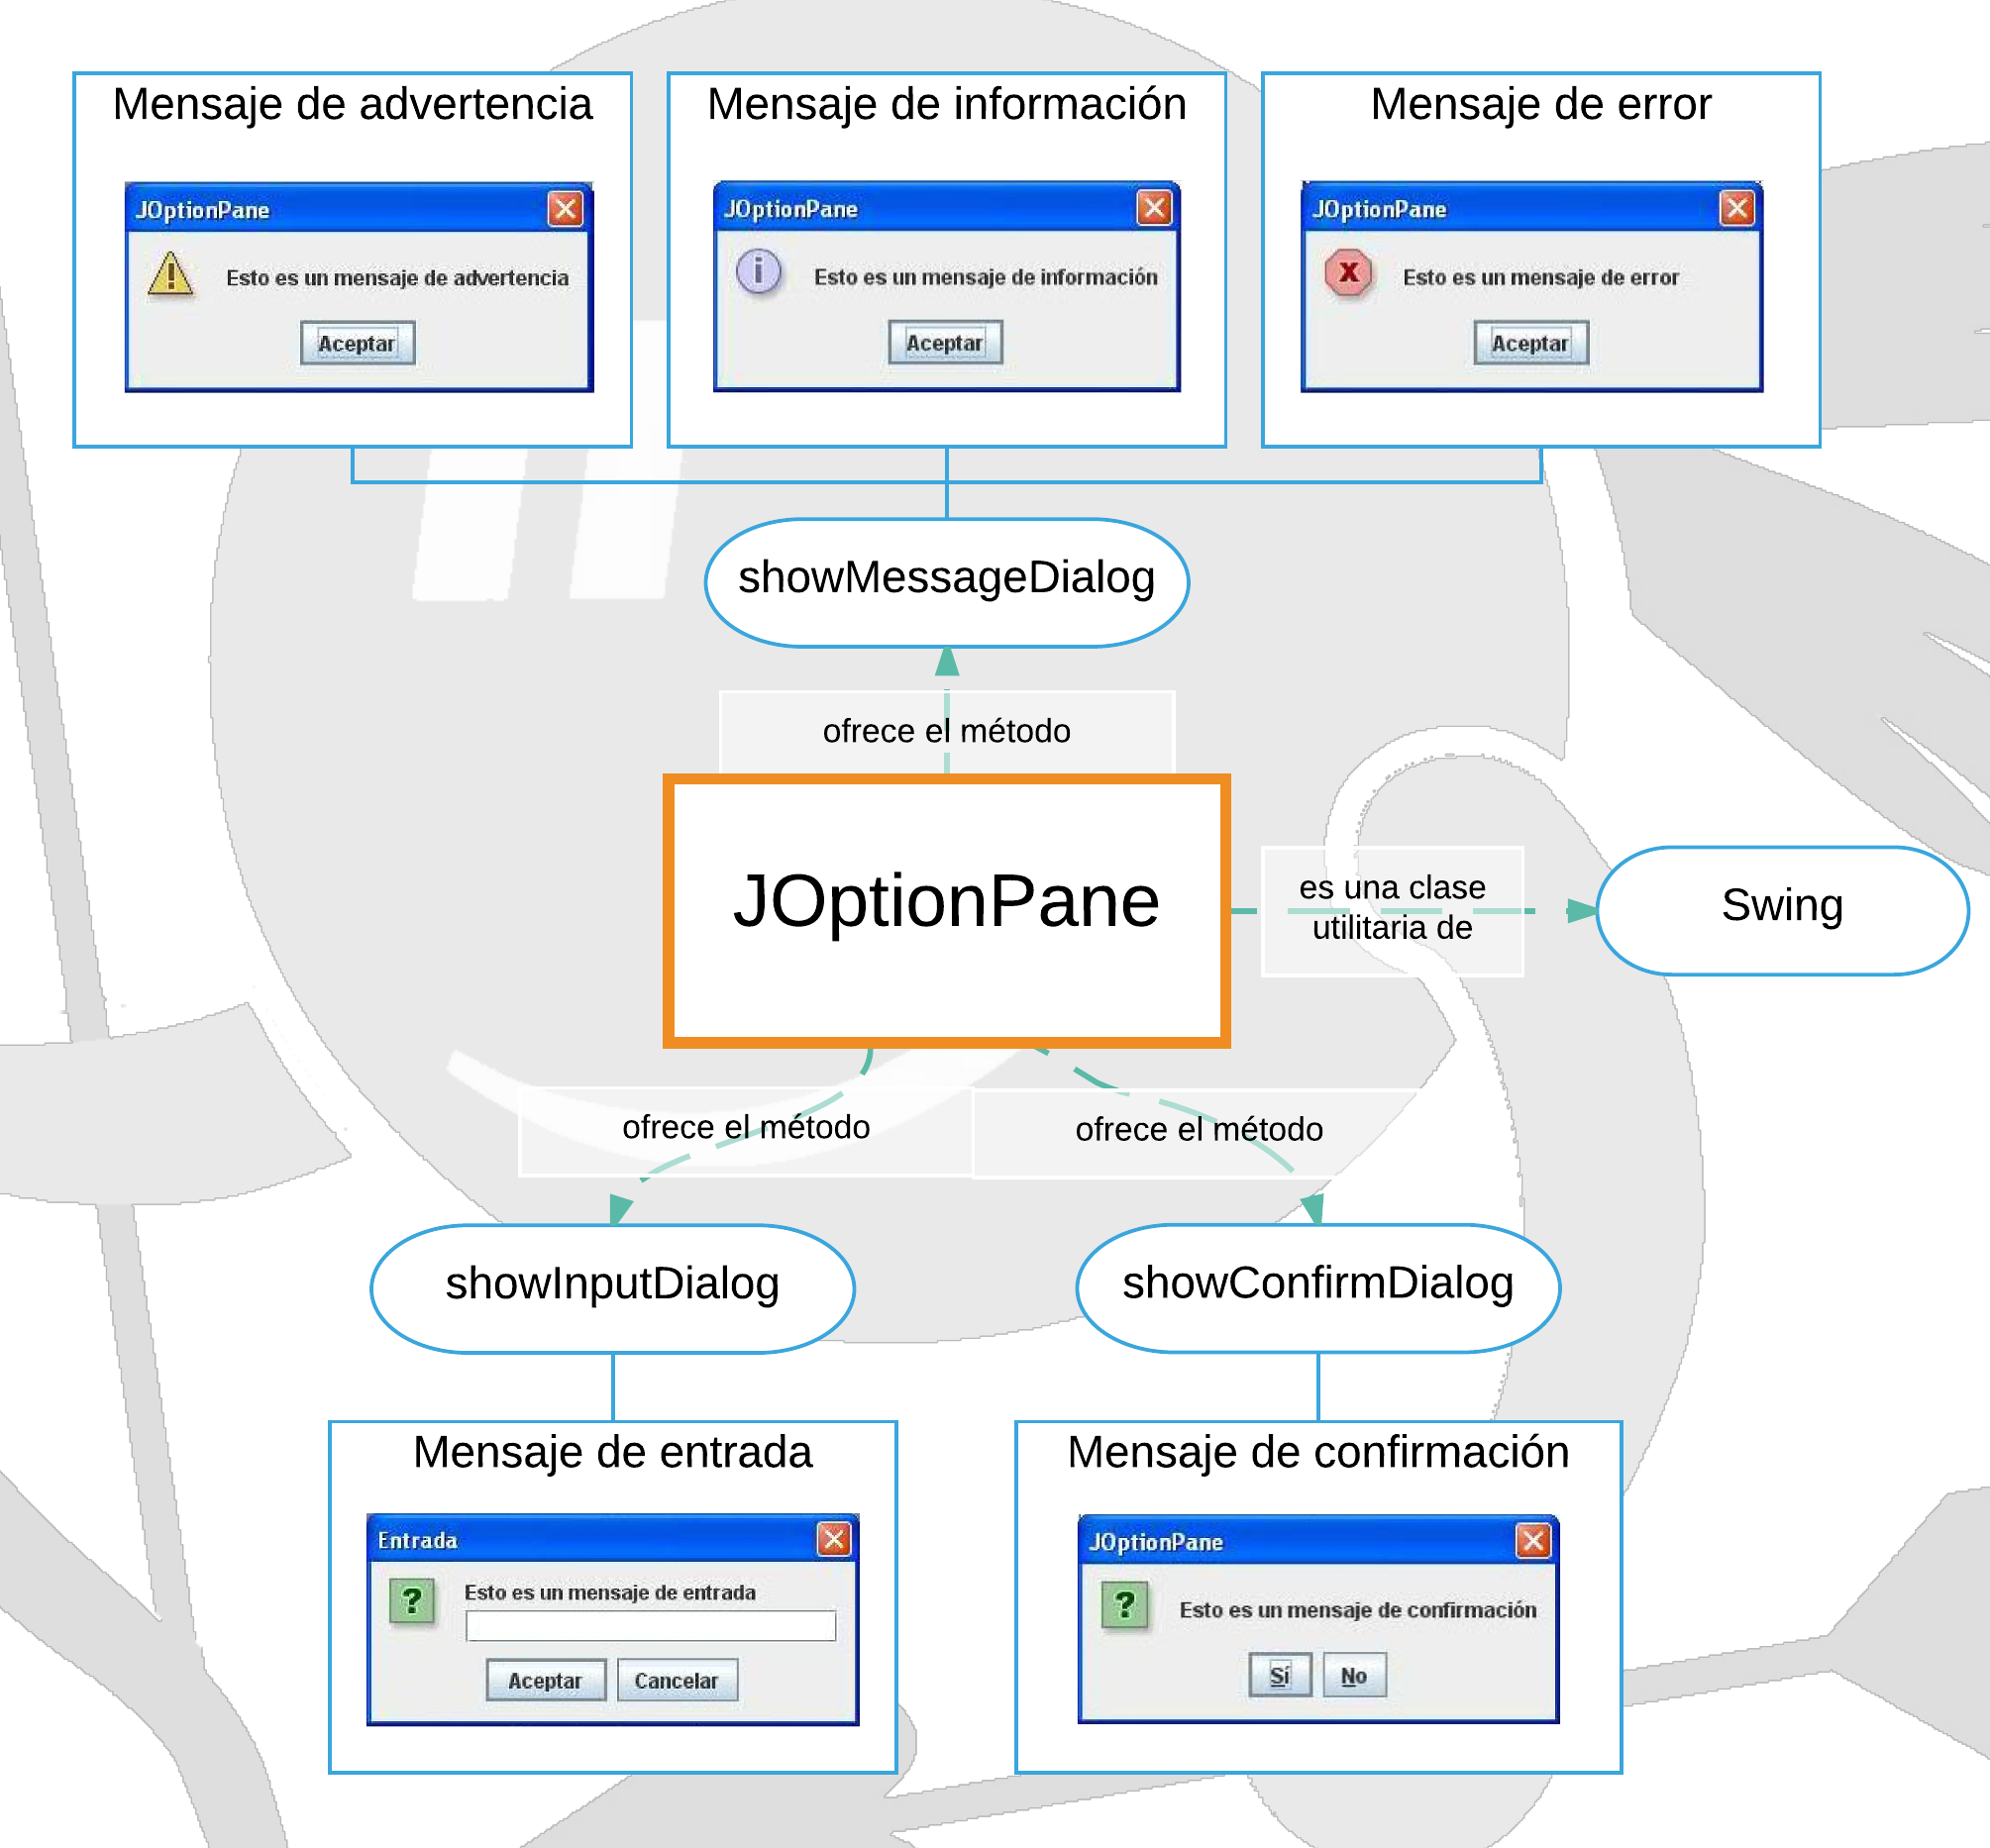 Mensaje de advertencia
JOptionPane
Esto es un mensaje de advertencia
Aceptar
Mensaje de información
JOptionPane
Esto es un mensaje de información
Aceptar
Mensaje de error
JOptionPane
Esto es un mensaje de error
Aceptar
showMessageDialog
ofrece el método
JOptionPane
es una clase
utilitaria de
Swing
ofrece el método
ofrece el método
showInputDialog
showConfirmDialog
Mensaje de entrada
Entrada
Esto es un mensaje de entrada
Aceptar Cancelar
Mensaje de confirmación
JOptionPane
Esto es un mensaje de confirmación
Sí No